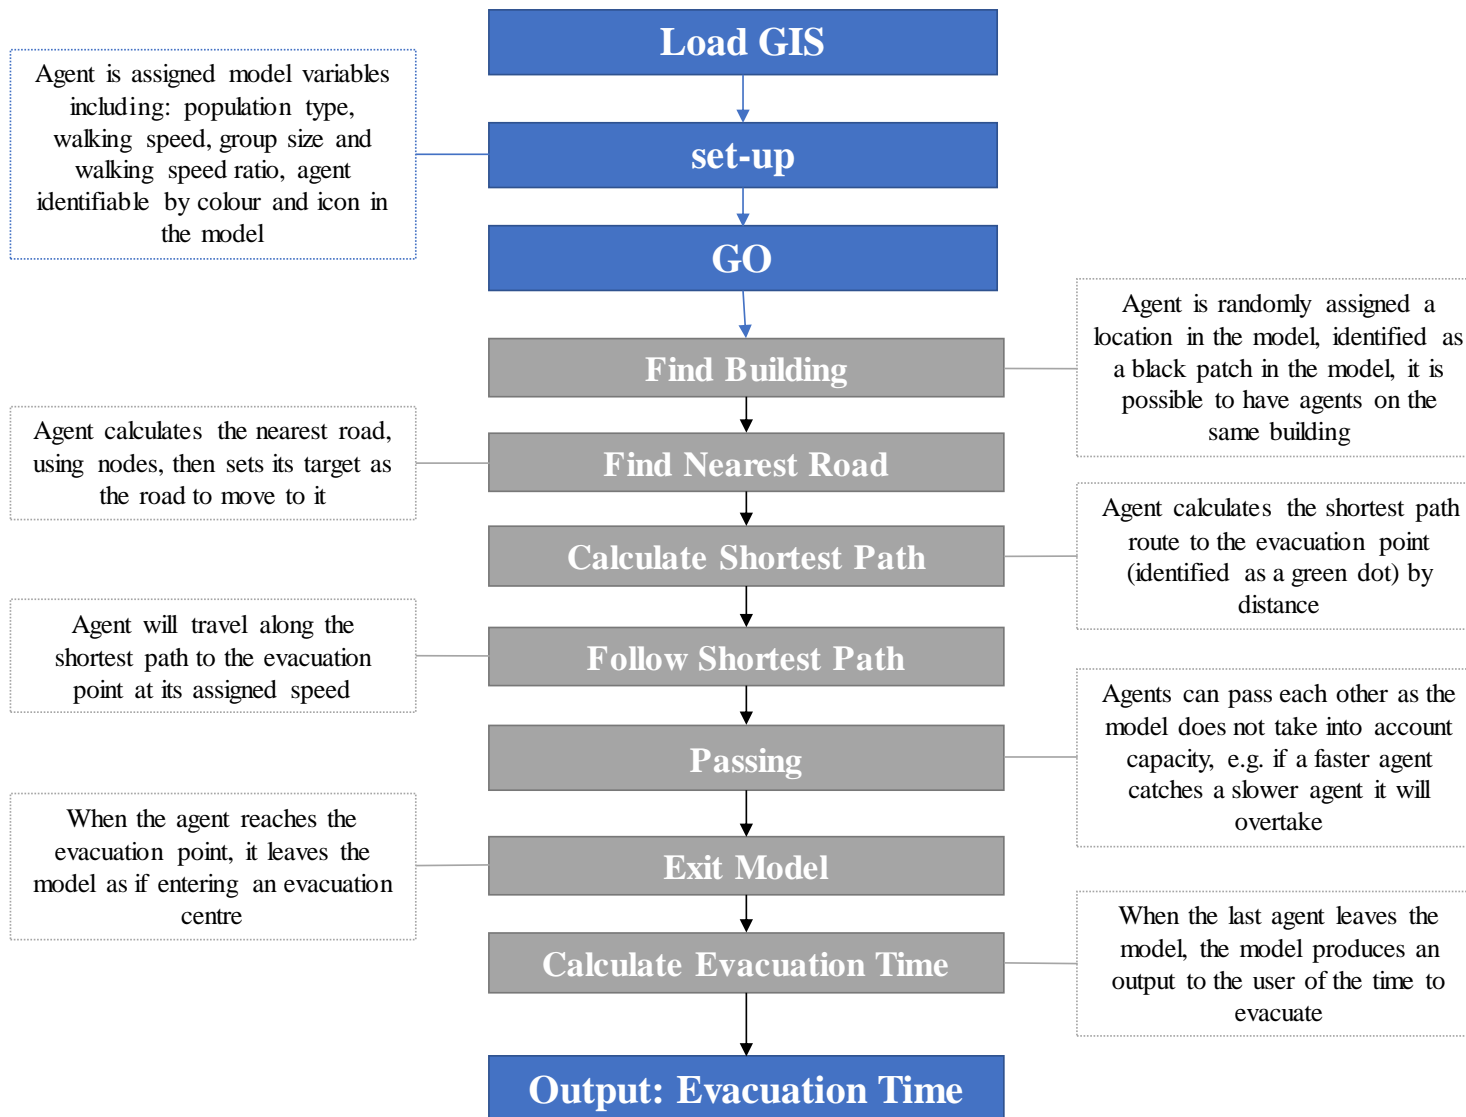 Load GIS
Agent is assigned model variables
including: population type,
walking speed, group size and
walking speed ratio, agent
identifiable by colour and icon in
the model
set-up
GO
Find Building
Agent is randomly assigned a
location in the model, identified as
a black patch in the model, it is
possible to have agents on the
same building
Agent calculates the nearest road,
using nodes, then sets its target as
the road to move to it
Find Nearest Road
Calculate Shortest Path
Agent calculates the shortest path
route to the evacuation point
(identified as a green dot) by
distance
Agent will travel along the
shortest path to the evacuation
point at its assigned speed
Follow Shortest Path
Passing
Agents can pass each other as the
model does not take into account
capacity, e.g. if a faster agent
catches a slower agent it will
overtake
When the agent reaches the
evacuation point, it leaves the
model as if entering an evacuation
centre
Exit Model
Calculate Evacuation Time
When the last agent leaves the
model, the model produces an
output to the user of the time to
evacuate
Output: Evacuation Time